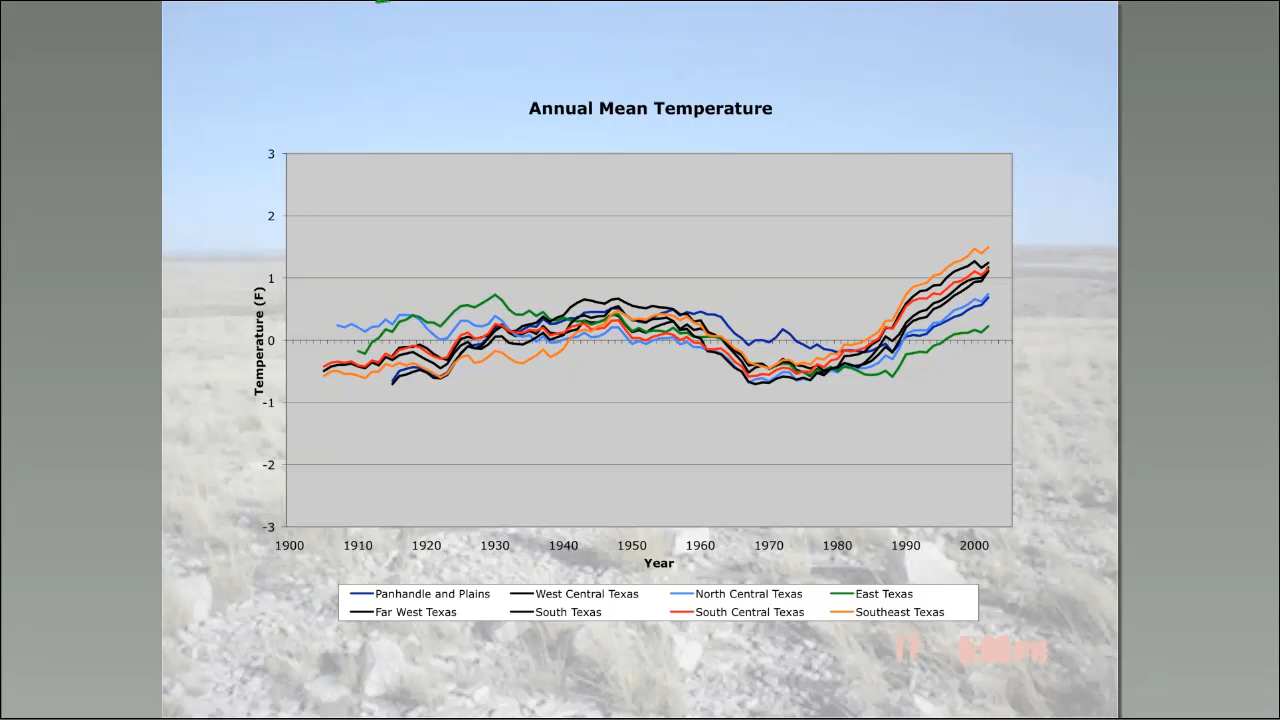 Annual Mean Temperature
3
2
1
0
-1
-2
-3
Temperature (F)
1900 1910 1920 1930 1940 1950 1960 1970 1980 1990 2000
Year
Panhandle and Plains West Central Texas North Central Texas East Texas
Far West Texas South Texas South Central Texas Southeast Texas